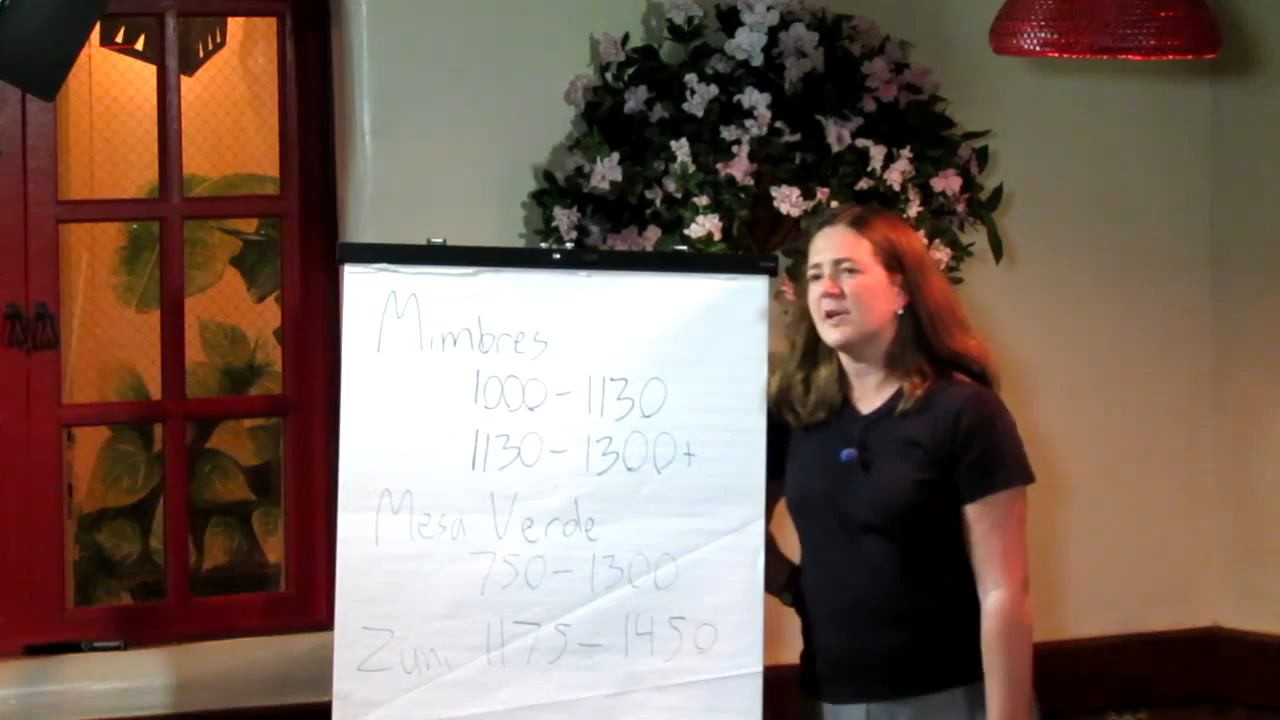 Mimbres
1000-1130
1130-1300+
Mesa Verde
750-1300
Zuni 1175-1450